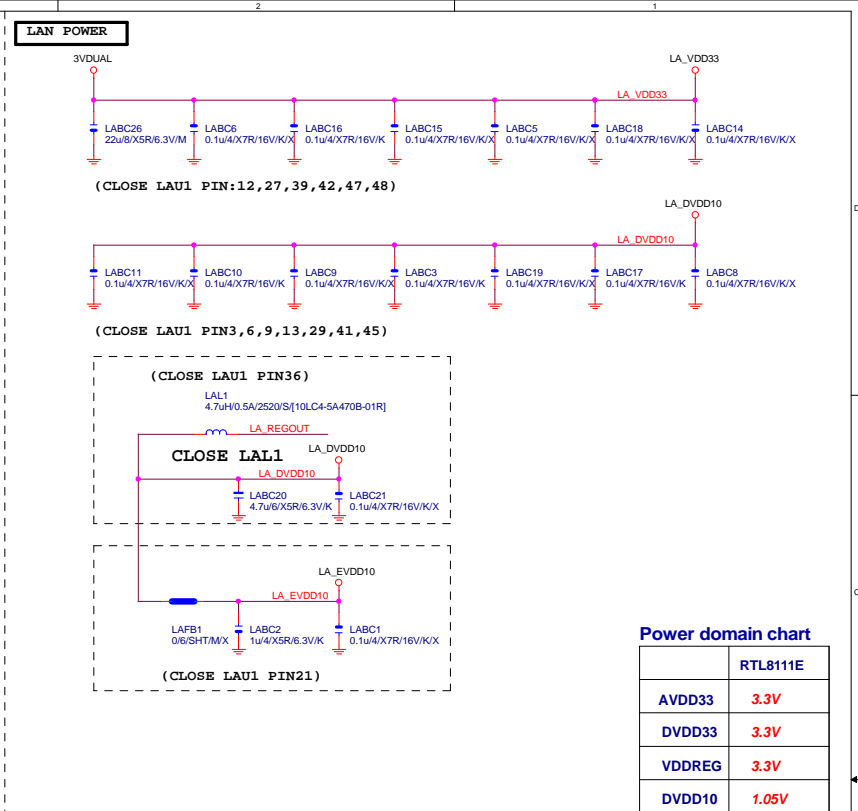 2
1
LAN POWER
3VDUAL
LA_VDD33
LA_VDD33
LABC26
22u/8/X5R/6.3V/M
LABC6
0.1u/4/X7R/16V/K/X
LABC16
0.1u/4/X7R/16V/K
LABC15
0.1u/4/X7R/16V/K/X
LABC5
0.1u/4/X7R/16V/K/X
LABC18
0.1u/4/X7R/16V/K/X
LABC14
0.1u/4/X7R/16V/K/X
(CLOSE LAU1 PIN:12,27,39,42,47,48)
LA_DVDD10
LA_DVDD10
LABC11
0.1u/4/X7R/16V/K/X
LABC10
0.1u/4/X7R/16V/K
LABC9
0.1u/4/X7R/16V/K/X
LABC3
0.1u/4/X7R/16V/K
LABC19
0.1u/4/X7R/16V/K/X
LABC17
0.1u/4/X7R/16V/K
LABC8
0.1u/4/X7R/16V/K/X
(CLOSE LAU1 PIN3,6,9,13,29,41,45)
(CLOSE LAU1 PIN36)
LAL1
4.7uH/0.5A/2520/S/[10LC4-5A470B-01R]
LA_REGOUT
CLOSE LAL1
LA_DVDD10
LA_DVDD10
LABC20
4.7u/6/X5R/6.3V/K
LABC21
0.1u/4/X7R/16V/K/X
LA_EVDD10
LA_EVDD10
LAFB1
0/6/SHT/M/X
LABC2
1u/4/X5R/6.3V/K
LABC1
0.1u/4/X7R/16V/K/X
(CLOSE LAU1 PIN21)
Power domain chart
RTL8111E
AVDD33 3.3V
DVDD33 3.3V
VDDREG 3.3V
DVDD10 1.05V